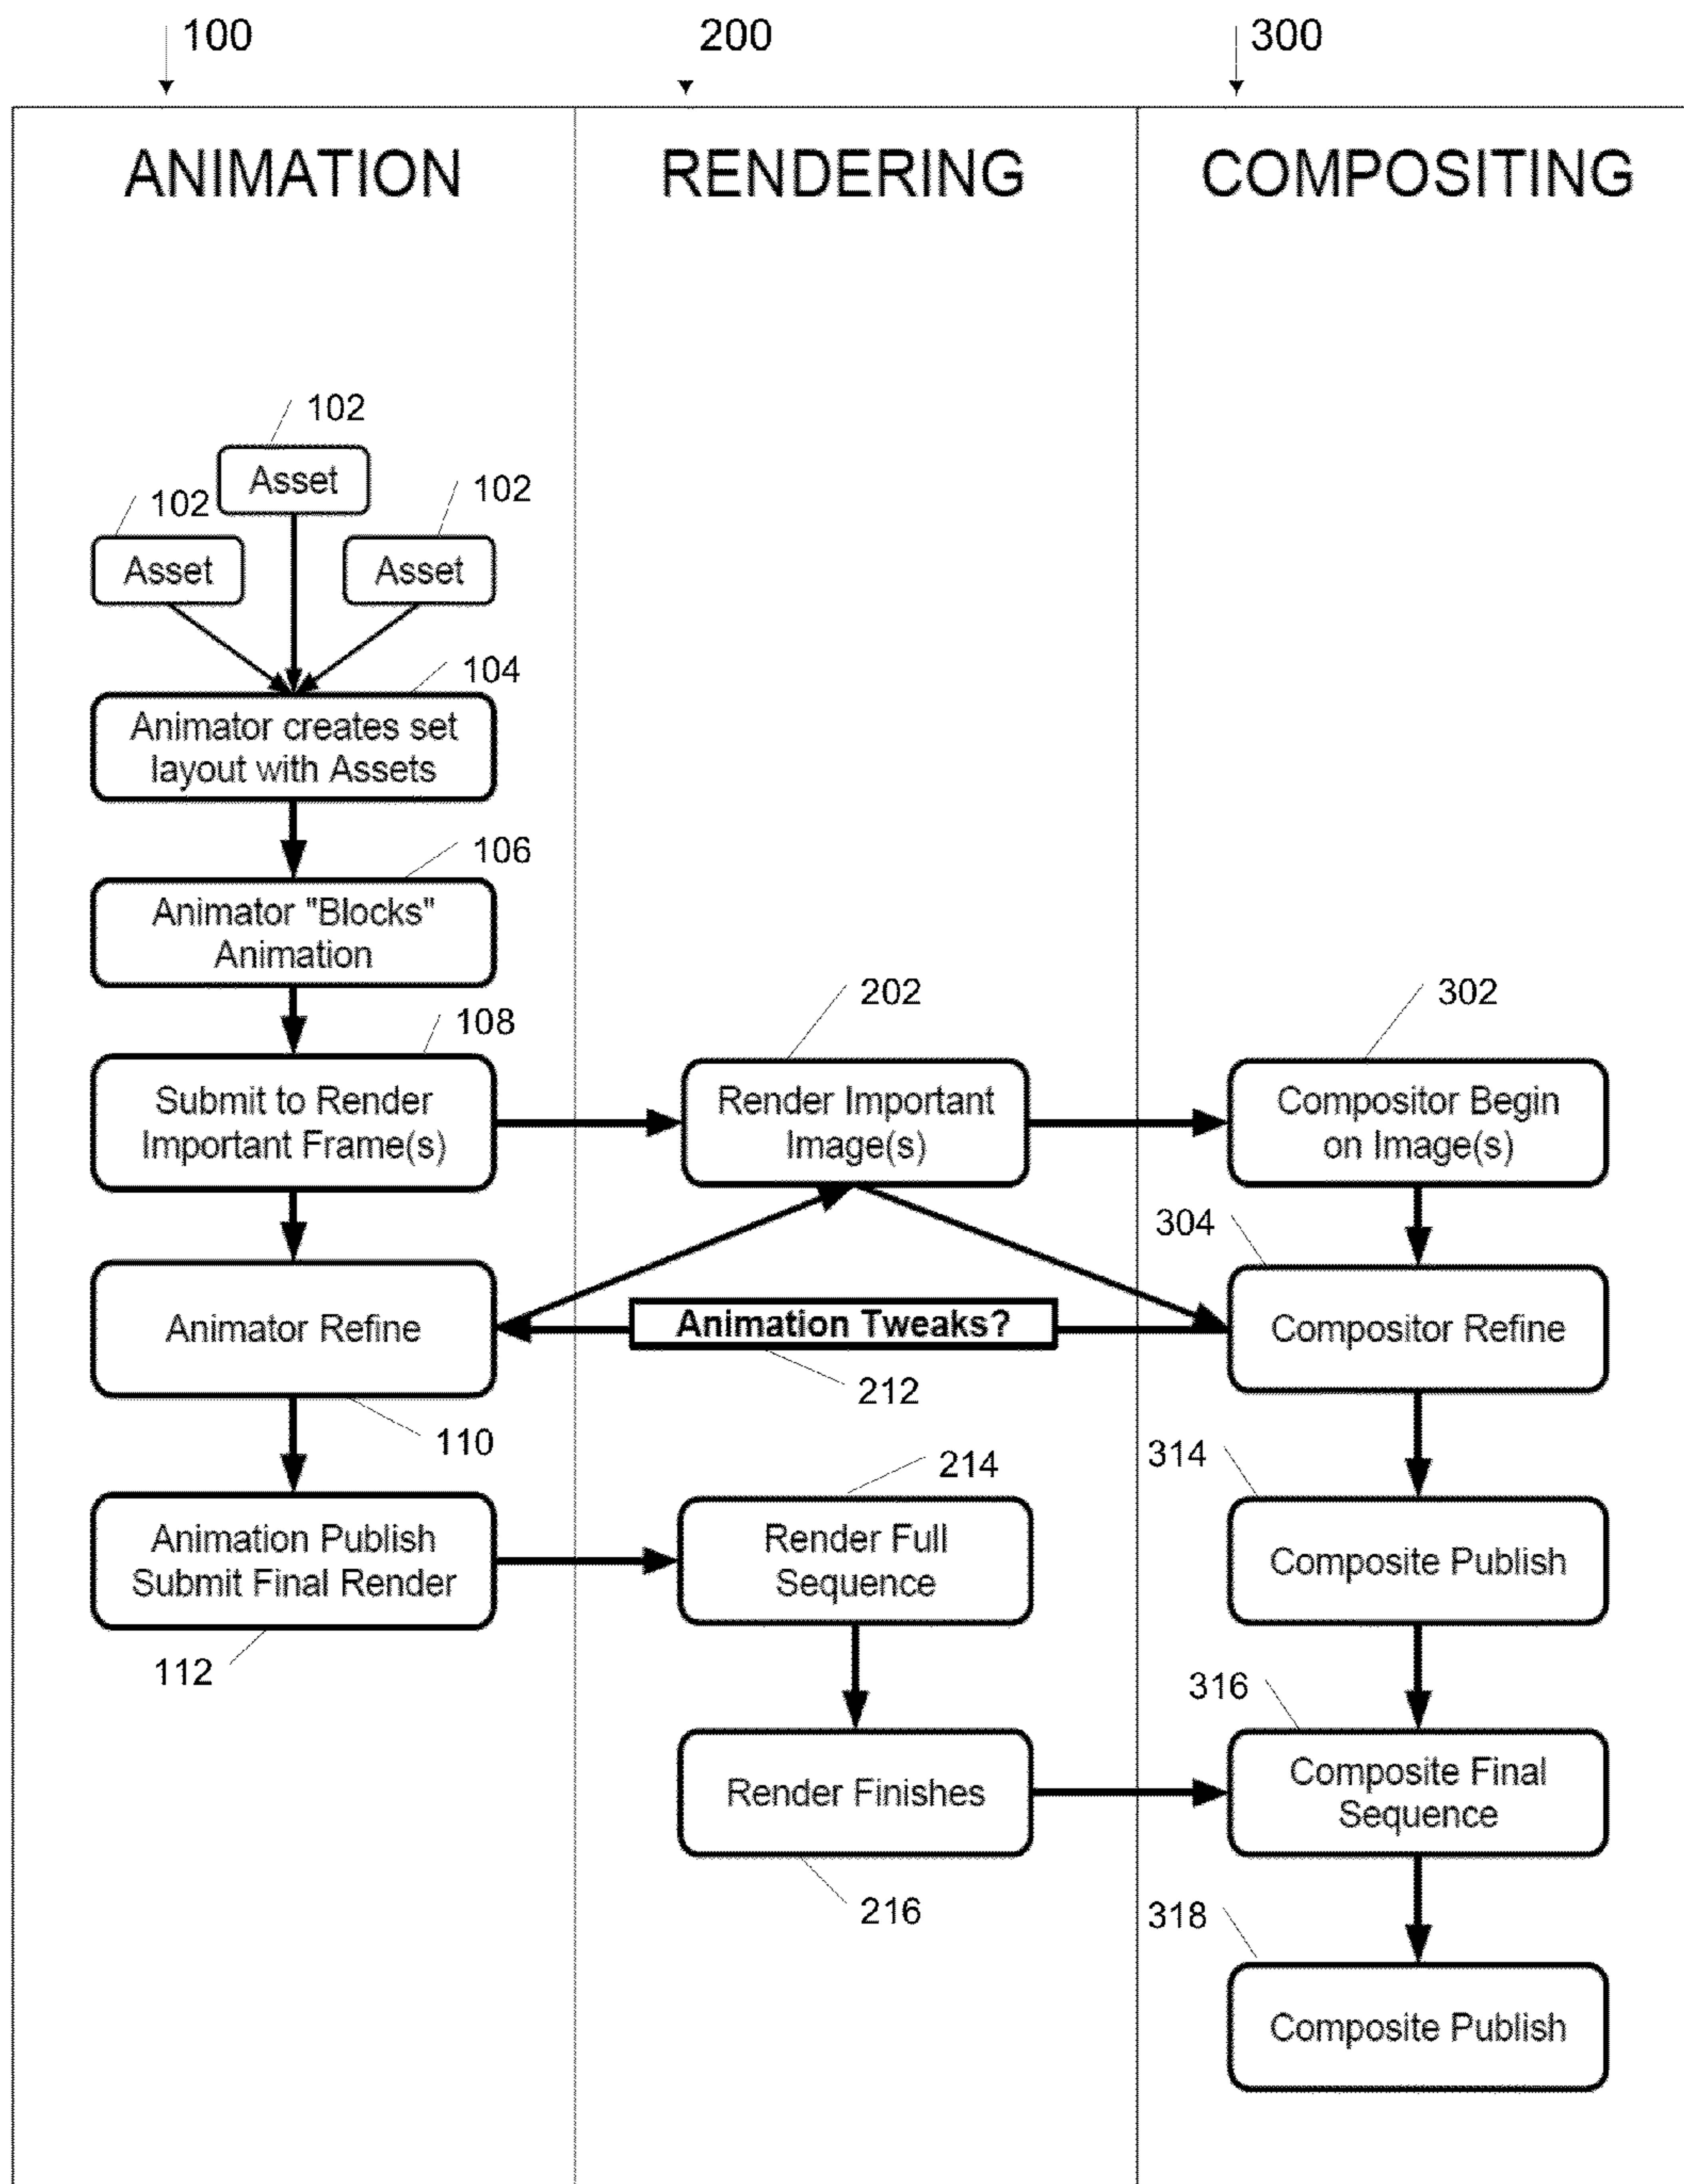 100
200
300
ANIMATION
RENDERING
COMPOSITING
102
Asset
102
Asset
102
Asset
104
Animator creates set
layout with Assets
106
Animator "Blocks"
Animation
108
Submit to Render
Important Frame(s)
202
Render Important
Image(s)
302
Compositor Begin
on Image(s)
304
Animator Refine
Animation Tweaks?
Compositor Refine
212
110
214
314
Animation Publish
Submit Final Render
Render Full
Sequence
Composite Publish
112
316
Render Finishes
Composite Final
Sequence
216
318
Composite Publish